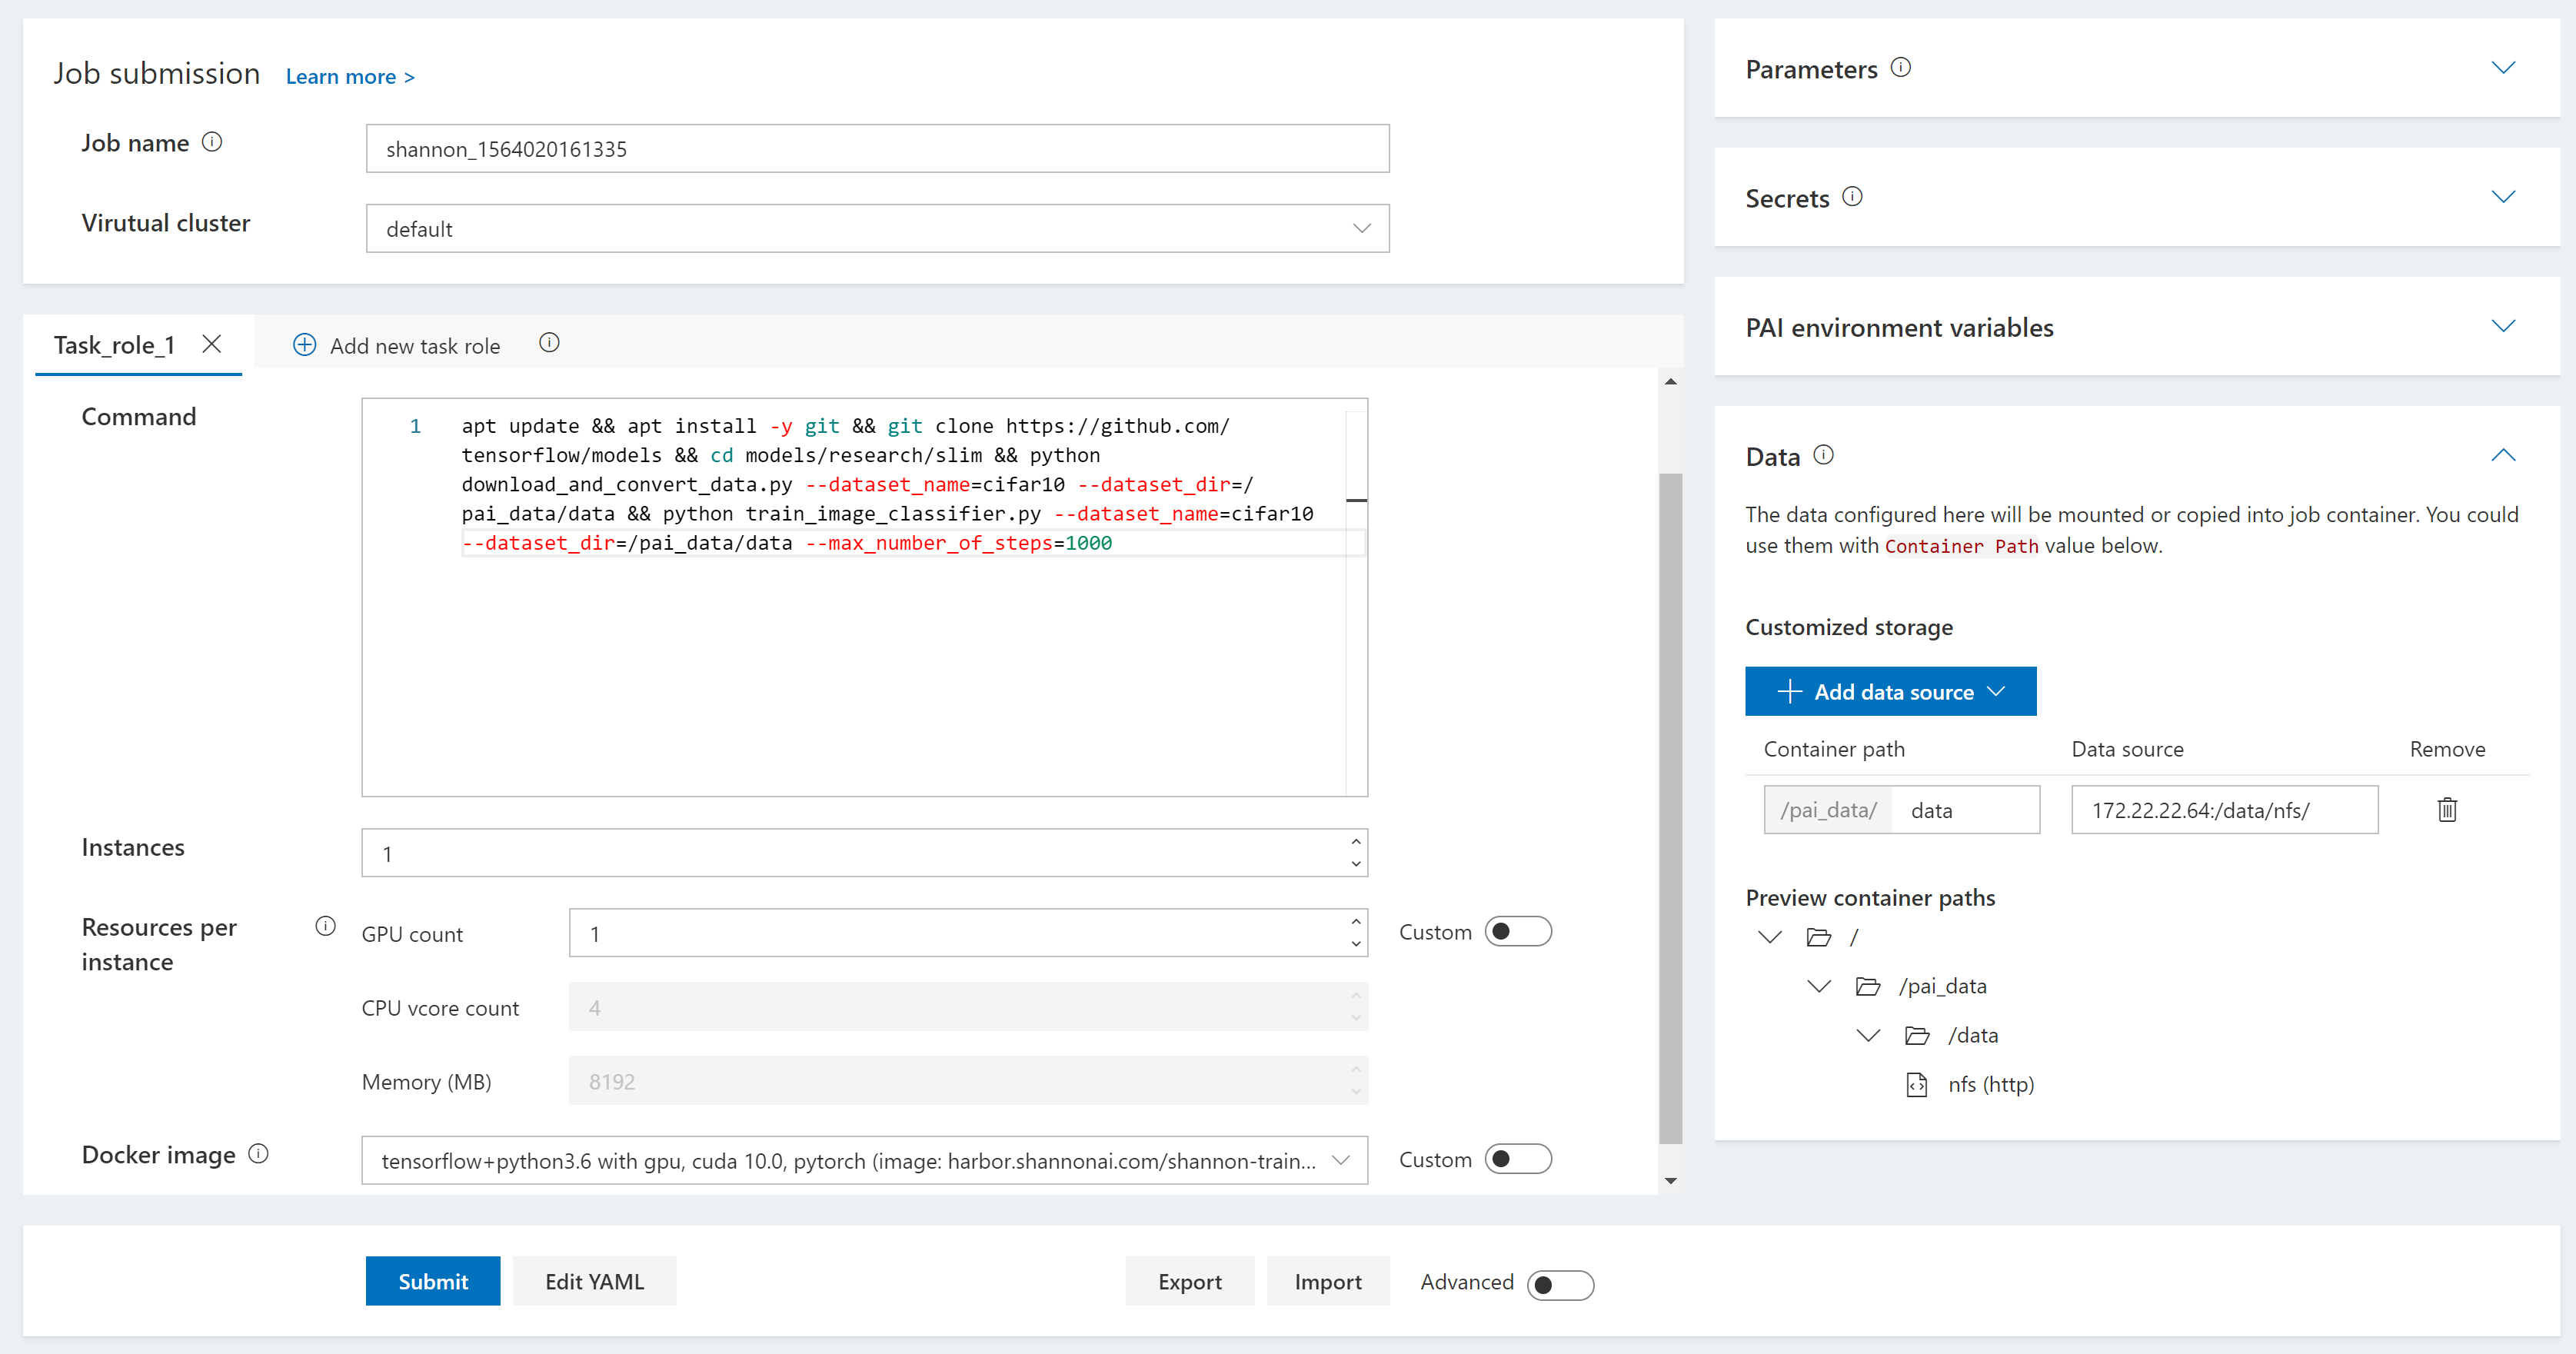 Job submission Learn more >
Job name
shannon_1564020161335
Virutual cluster
default
Task_role_1
Add new task role
Command
1
apt update && apt install -y git && git clone https://github.com/
tensorflow/models && cd models/research/slim && python
download_and_convert_data.py --dataset_name=cifar10 --dataset_dir=/
pai_data/data && python train_image_classifier.py --dataset_name=cifar10
--dataset_dir=/pai_data/data --max_number_of_steps=1000
Instances
1
Resources per
instance
GPU count
1
Custom
CPU vcore count
4
Memory (MB)
8192
Docker image
tensorflow+python3.6 with gpu, cuda 10.0, pytorch (image: harbor.shannonai.com/shannon-train...
Custom
Submit
Edit YAML
Export
Import
Advanced
Parameters
Secrets
PAI environment variables
Data
The data configured here will be mounted or copied into job container. You could
use them with Container Path value below.
Customized storage
Add data source
Container path
Data source
Remove
/pai_data/ data
172.22.22.64:/data/nfs/
Preview container paths
/
/pai_data
/data
nfs (http)